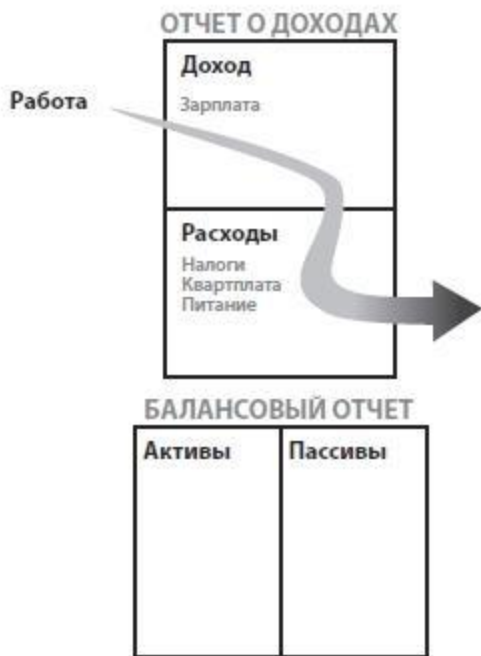 ОТЧЕТ О ДОХОДАХ
Доход
Работа
Зарплата
Расходы
Налоги
Квартплата
Питание
БАЛАНСОВЫЙ ОТЧЕТ
Активы
Пассивы